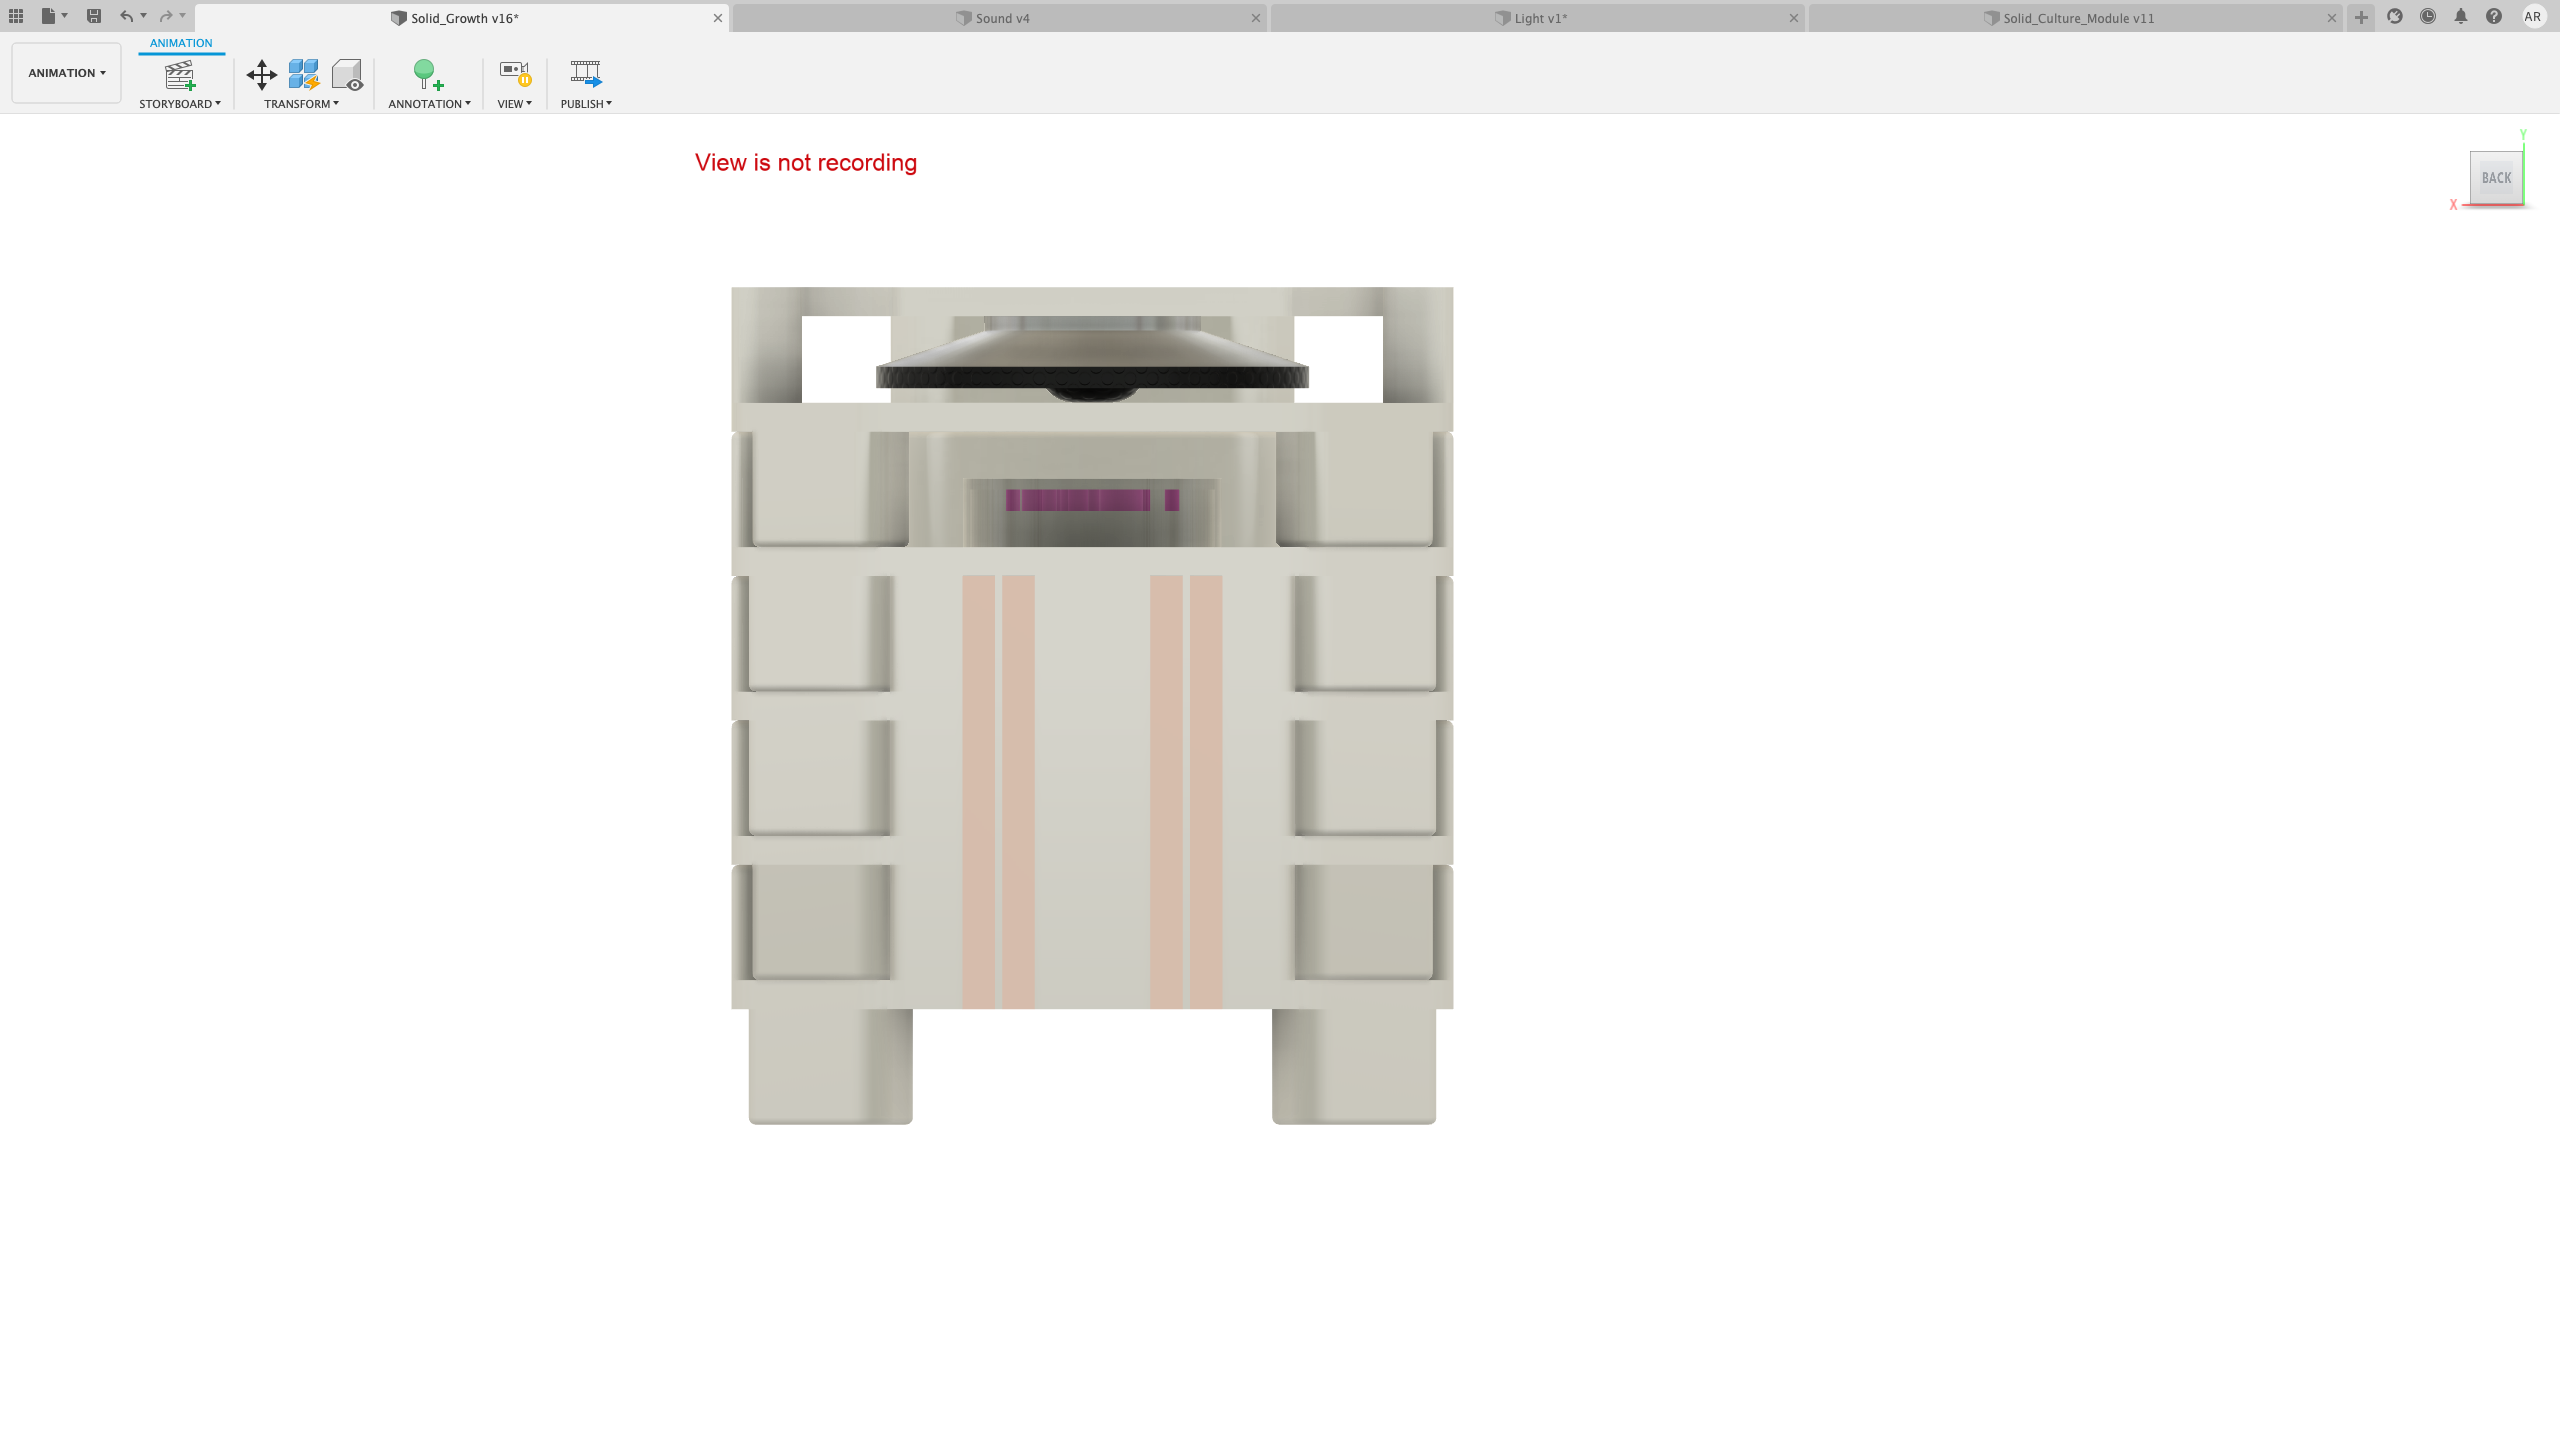 Solid_Growth v16*
Sound v4
Light v1*
Solid_Culture_Module v11
AR
ANIMATION
ANIMATION
STORYBOARD
TRANSFORM
ANNOTATION
VIEW
PUBLISH
View is not recording
Y
BACK
X